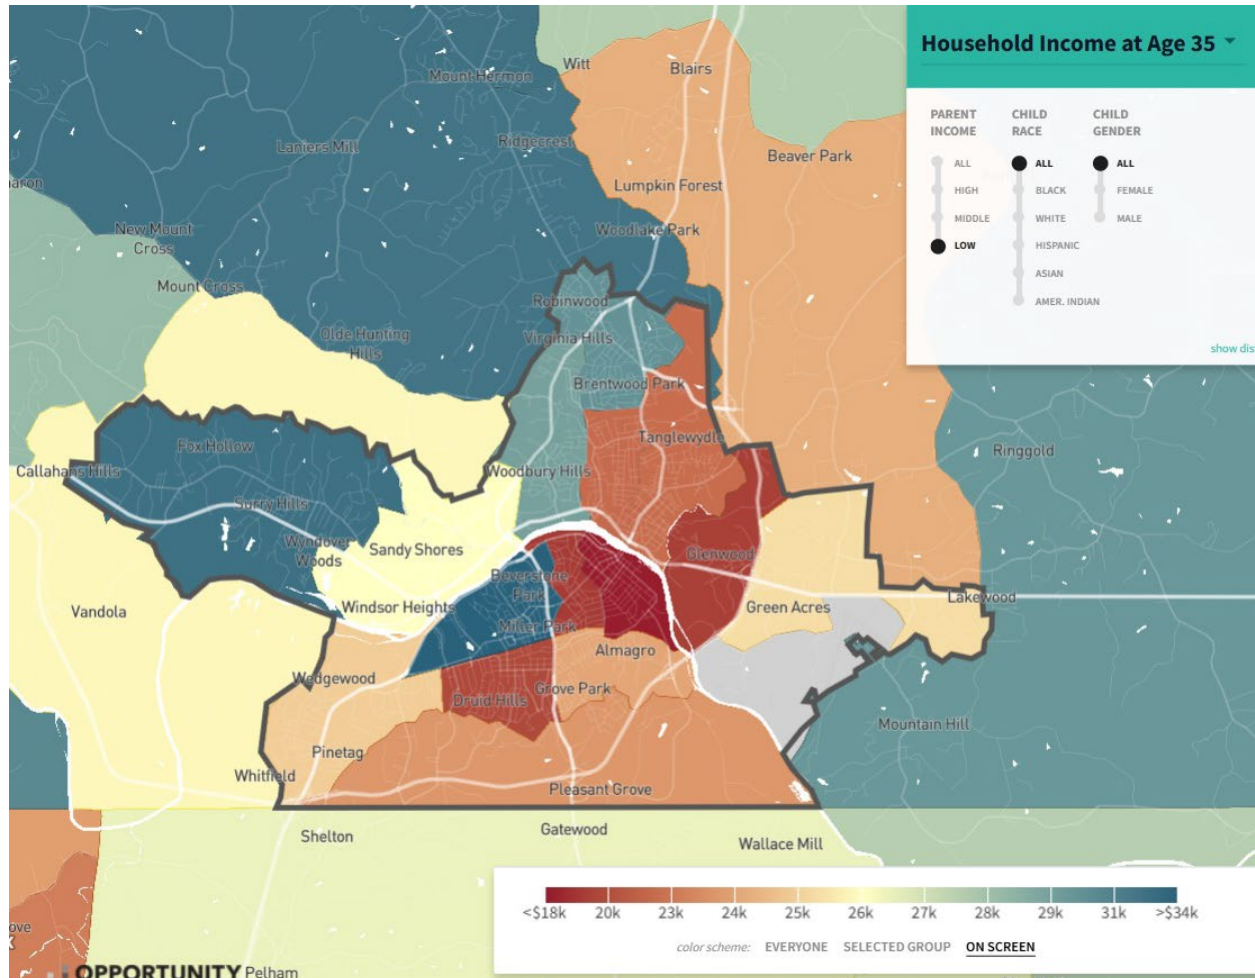 Household Income at Age 35
PARENT INCOME
CHILD RACE
CHILD GENDER
ALL
HIGH
MIDDLE
LOW
ALL
BLACK
WHITE
HISPANIC
ASIAN
AMER. INDIAN
ALL
FEMALE
MALE
show dis
Witt
Blairs
Mount Hermon
Ridgecrest
Laniers Mill
Beaver Park
Lumpkin Forest
aron
New Mount
Cross
Woodlake Park
Mount Cross
Robinwood
Olde Hunting
Hills
Virginia Hills
Brentwood Park
Tanglewydle
Fox Hollow
Ringgold
Callahans Hills
Woodbury Hills
Surry Hills
Wyndover
Woods
Sandy Shores
Glenwood
Beverstone
Park
Vandola
Windsor Heights
Green Acres
Lakewood
Miller Park
Almagro
Wedgewood
Druid Hills
Grove Park
Mountain Hill
Pinetag
Whitfield
Pleasant Grove
Shelton
Gatewood
Wallace Mill
ove
<$18k 20k 23k 24k 25k 26k 27k 28k 29k 31k >$34k
color scheme: EVERYONE SELECTED GROUP ON SCREEN
OPPORTUNITY
Pelham